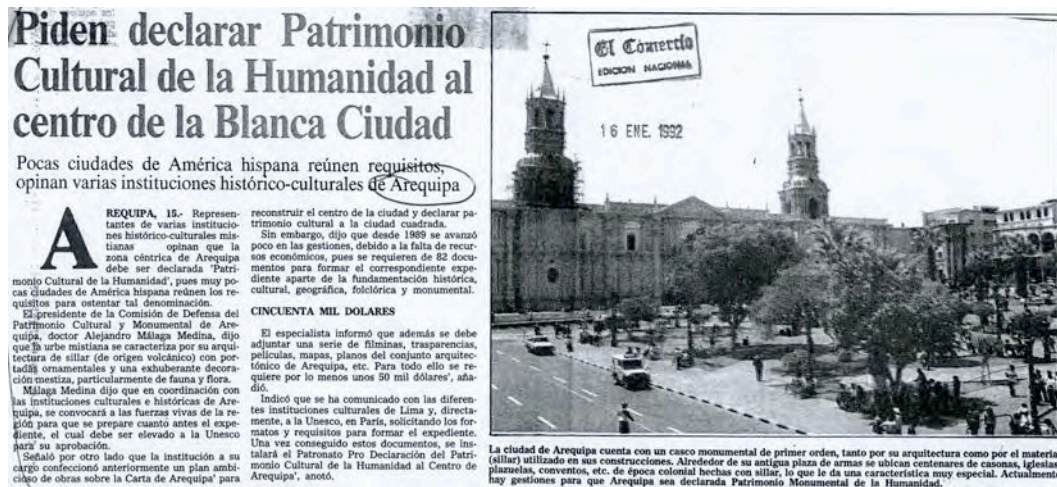 Piden declarar Patrimonio
Cultural de la Humanidad al
centro de la Blanca Ciudad
Pocas ciudades de América hispana reúnen requisitos,
opinan varias instituciones histórico-culturales de Arequipa
AREQUIPA, 15.- Represen-
tantes de varias institucio-
nes histórico-culturales mis-
tianas opinan que la
zona céntrica de Arequipa
debe ser declarada 'Patri-
monio Cultural de la Humanidad', pues muy po-
cas ciudades de América hispana reúnen los re-
quisitos para ostentar tal denominación.
El presidente de la Comisión de Defensa del
Patrimonio Cultural y Monumental de Are-
quipa, doctor Alejandro Málaga Medina, dijo
que la urbe mistiana se caracteriza por su arqui-
tectura de sillar (de origen volcánico) con por-
tadas ornamentales y una exhuberante decora-
ción mestiza, particularmente de fauna y flora.
Málaga Medina dijo que en coordinación con
las instituciones culturales e históricas de Are-
quipa, se convocará a las fuerzas vivas de la re-
gión para que se prepare cuanto antes el expe-
diente, el cual debe ser elevado a la Unesco
para su aprobación.
Señaló por otro lado que la institución a su
cargo confeccionó anteriormente un plan ambi-
cioso de obras sobre la Carta de Arequipa' para
reconstruir el centro de la ciudad y declarar pa-
trimonio cultural a la ciudad cuadrada.
Sin embargo, dijo que desde 1989 se avanzó
poco en las gestiones, debido a la falta de recur-
sos económicos, pues se requieren de 82 docu-
mentos para formar el correspondiente expe-
diente aparte de la fundamentación histórica,
cultural, geográfica, folclórica y monumental.
CINCUENTA MIL DOLARES
El especialista informó que además se debe
adjuntar una serie de filminas, trasparencias,
películas, mapas, planos del conjunto arquitec-
tónico de Arequipa, etc. Para todo ello se re-
quiere por lo menos unos 50 mil dólares', aña-
dió.
Indicó que se ha comunicado con las diferen-
tes instituciones culturales de Lima y, directa-
mente, a la Unesco, en París, solicitando los for-
matos y requisitos para formar el expediente.
Una vez conseguido estos documentos, se ins-
talará el Patronato Pro Declaración del Patri-
monio Cultural de la Humanidad al Centro de
Arequipa', anotó.
El Comercio
EDICION NACIONAL
16 ENE. 1992
La ciudad de Arequipa cuenta con un casco monumental de primer orden, tanto por su arquitectura como por el material
(sillar) utilizado en sus construcciones. Alrededor de su antigua plaza de armas se ubican centenares de casonas, iglesias,
plazuelas, conventos, etc. de época colonial hechas con sillar, lo que le da una característica muy especial. Actualmente
hay gestiones para que Arequipa sea declarada Patrimonio Monumental de la Humanidad.